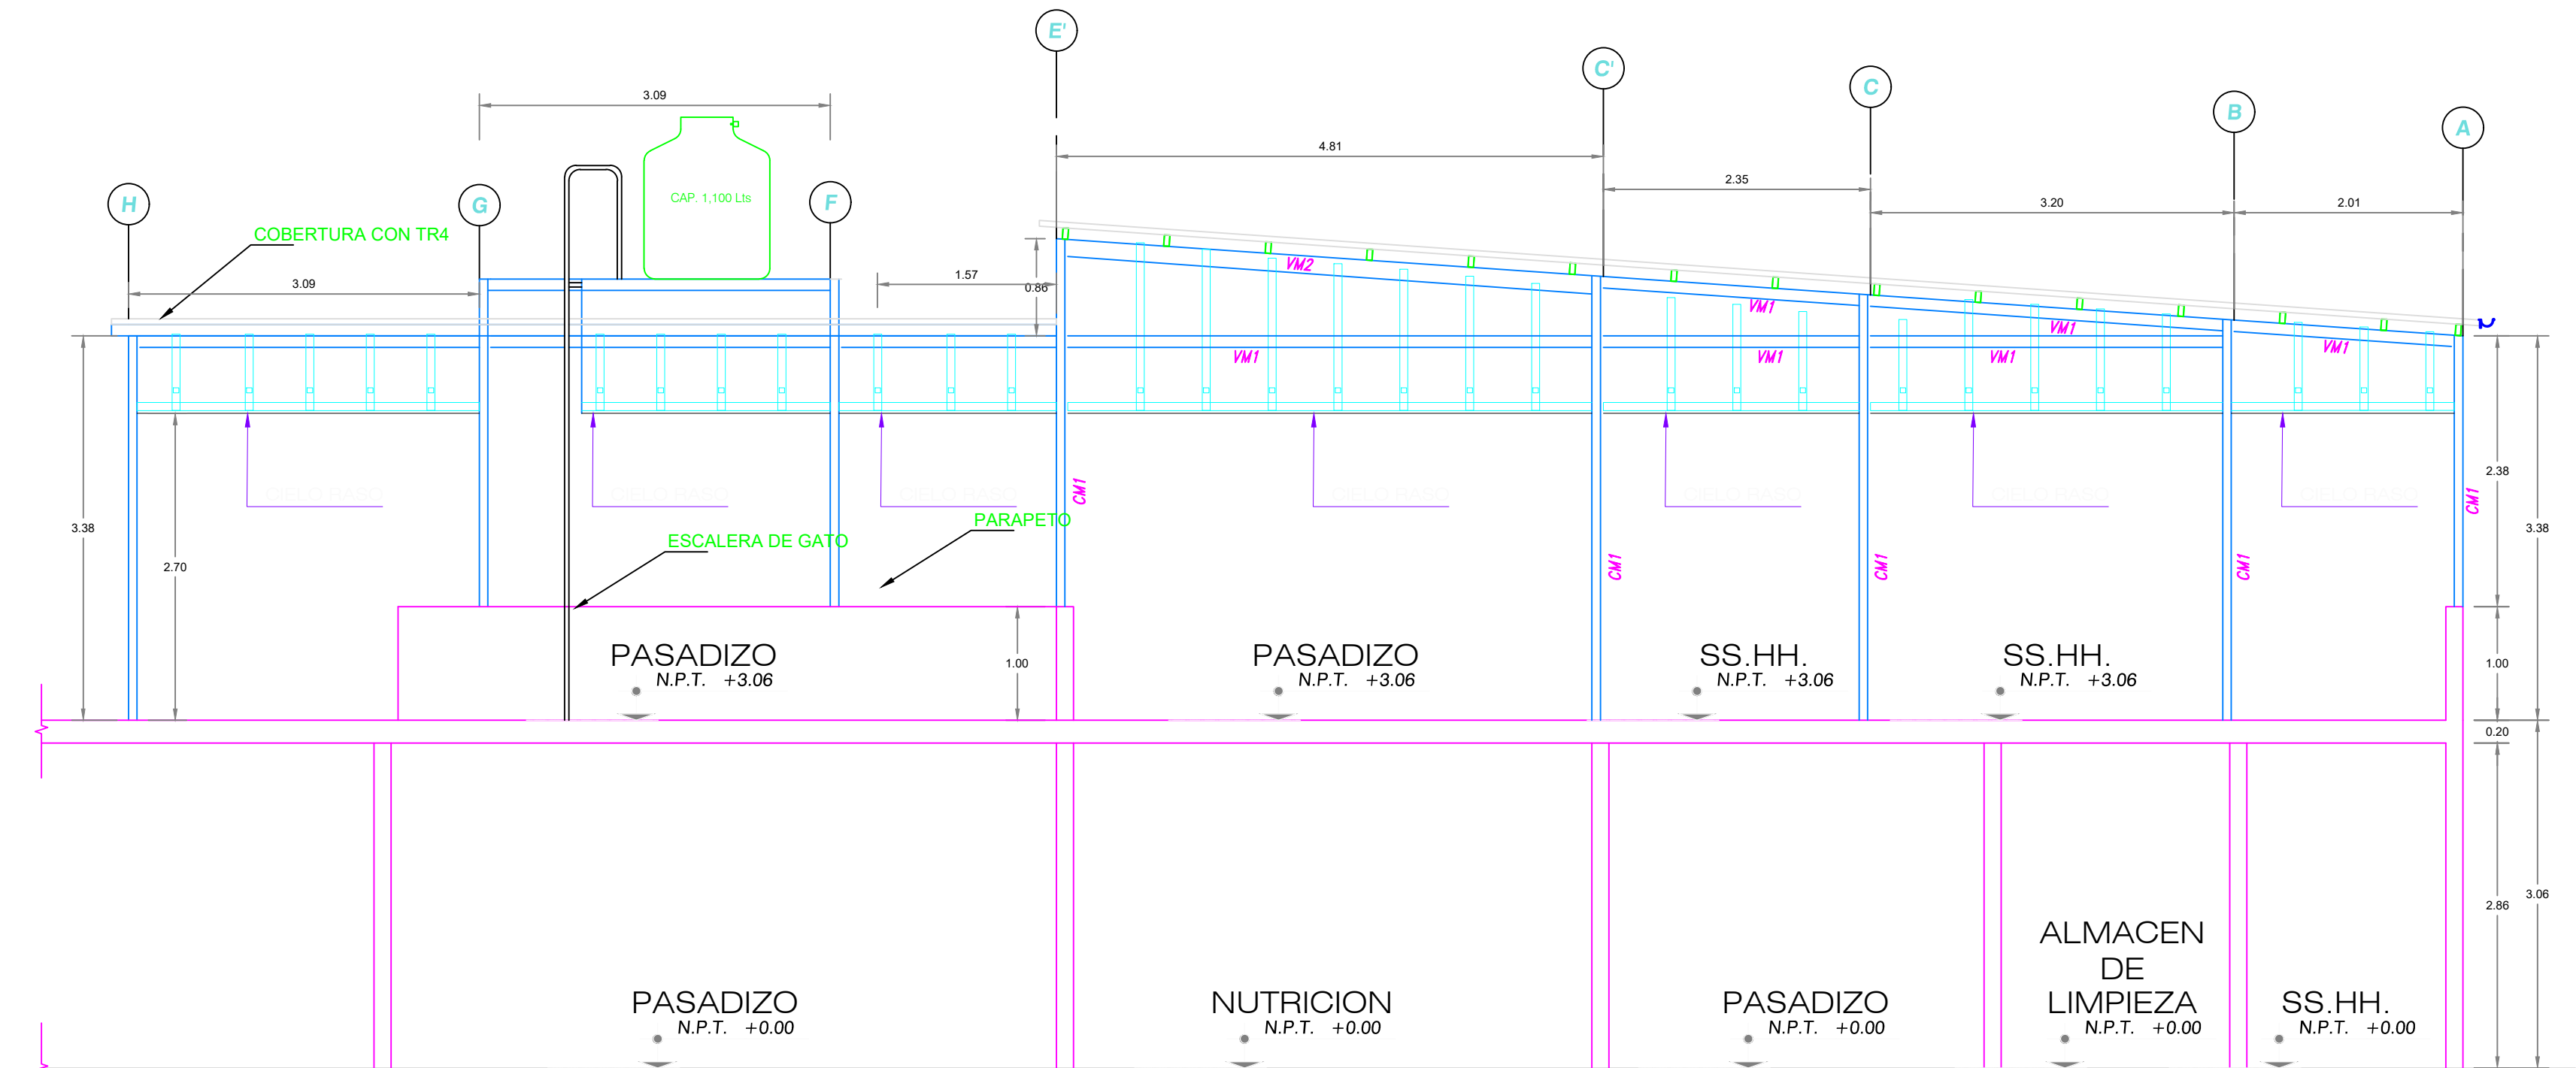 E'
C'
C
B
A
3.09
4.81
2.35
3.20
2.01
CAP. 1,100 Lts
H
G
F
COBERTURA CON TR4
3.09
1.57
0.86
VM2
VM1
VM1
VM1
VM1
VM1
VM1
CM1
CM1
CM1
CM1
CM1
3.38
2.70
PARAPETO
ESCALERA DE GATO
2.38
3.38
PASADIZO
N.P.T. +3.06
1.00
PASADIZO
N.P.T. +3.06
SS.HH.
N.P.T. +3.06
SS.HH.
N.P.T. +3.06
1.00
0.20
2.86
3.06
PASADIZO
N.P.T. +0.00
NUTRICION
N.P.T. +0.00
PASADIZO
N.P.T. +0.00
ALMACEN
DE
LIMPIEZA
N.P.T. +0.00
SS.HH.
N.P.T. +0.00